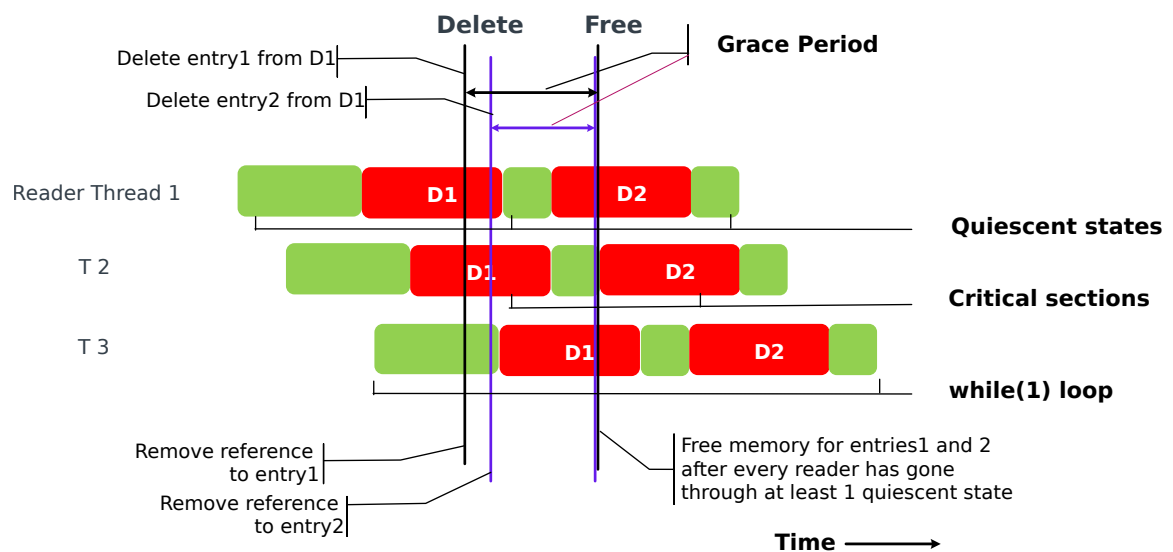 Delete
Free
Grace Period
Delete entry1 from D1
Delete entry2 from D1
Reader Thread 1
D1
D2
Quiescent states
T 2
D1
D2
Critical sections
T 3
D1
D2
while(1) loop
Remove reference
to entry1
Remove reference
to entry2
Free memory for entries1 and 2
after every reader has gone
through at least 1 quiescent state
Time